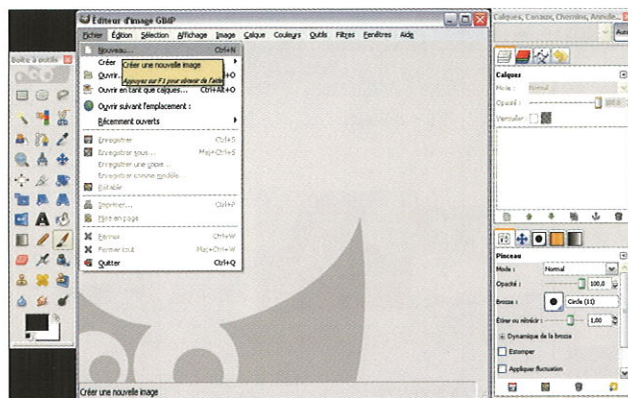 Éditeur d'image GIMP
Fichier Édition Sélection Affichage Image Calque Couleurs Outils Filtres Fenêtres Aide
Nouveau... Ctrl+N
Créer
Créer une nouvelle image
Appuyez sur F1 pour obtenir de l'aide
Ouvrir...
Ouvrir en tant que calques... Ctrl+Alt+O
Ouvrir suivant l'emplacement :
Récemment ouverts
Enregistrer Ctrl+S
Enregistrer sous... Maj+Ctrl+S
Enregistrer une copie...
Enregistrer comme modèle...
Rétablir
Imprimer... Ctrl+P
Mise en page
Fermer Ctrl+W
Fermer tout Maj+Ctrl+W
Quitter Ctrl+Q
Créer une nouvelle image
Boîte à outils
Calques, Canaux, Chemins, Annule...
Auto
Calques
Mode : Normal
Opacité : 100,0
Verrouiller :
Pinceau
Mode : Normal
Opacité : 100,0
Brosse : Circle (11)
Étirer ou rétrécir : 1,00
Dynamique de la brosse
Estomper
Appliquer fluctuation